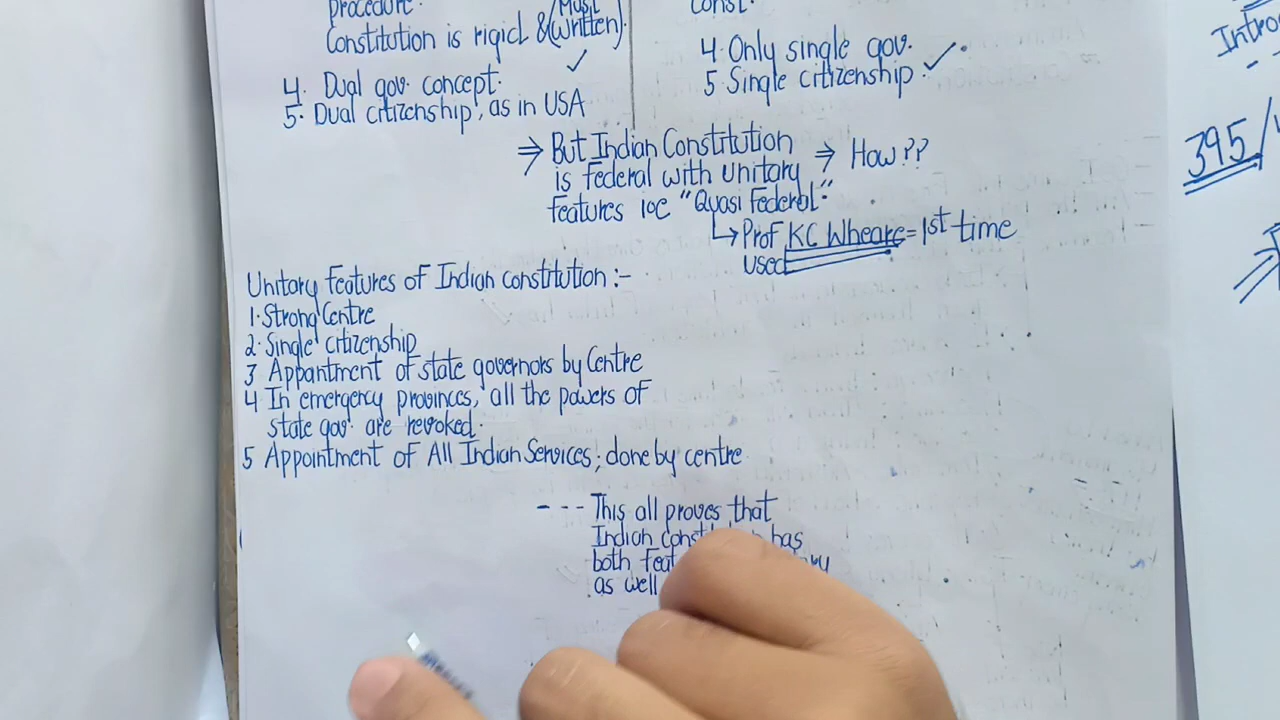 procedure.
Constitution is rigid & (Must Written).
4. Dual gov. concept.
5. Dual citizenship, as in USA
const.
4. Only single gov.
5. Single citizenship.
⇒ But Indian Constitution
is federal with unitary
features "Quasi Federal."
⇒ How??
Prof KC Wheare = 1st time
used
Unitary features of Indian constitution :-
1. Strong Centre
2. Single citizenship
3 Appointment of state governors by Centre
4 In emergency provinces, all the powers of
state gov. are revoked.
5 Appointment of All Indian Services; done by centre
--- This all proves that
Indian has
both
as well
395/